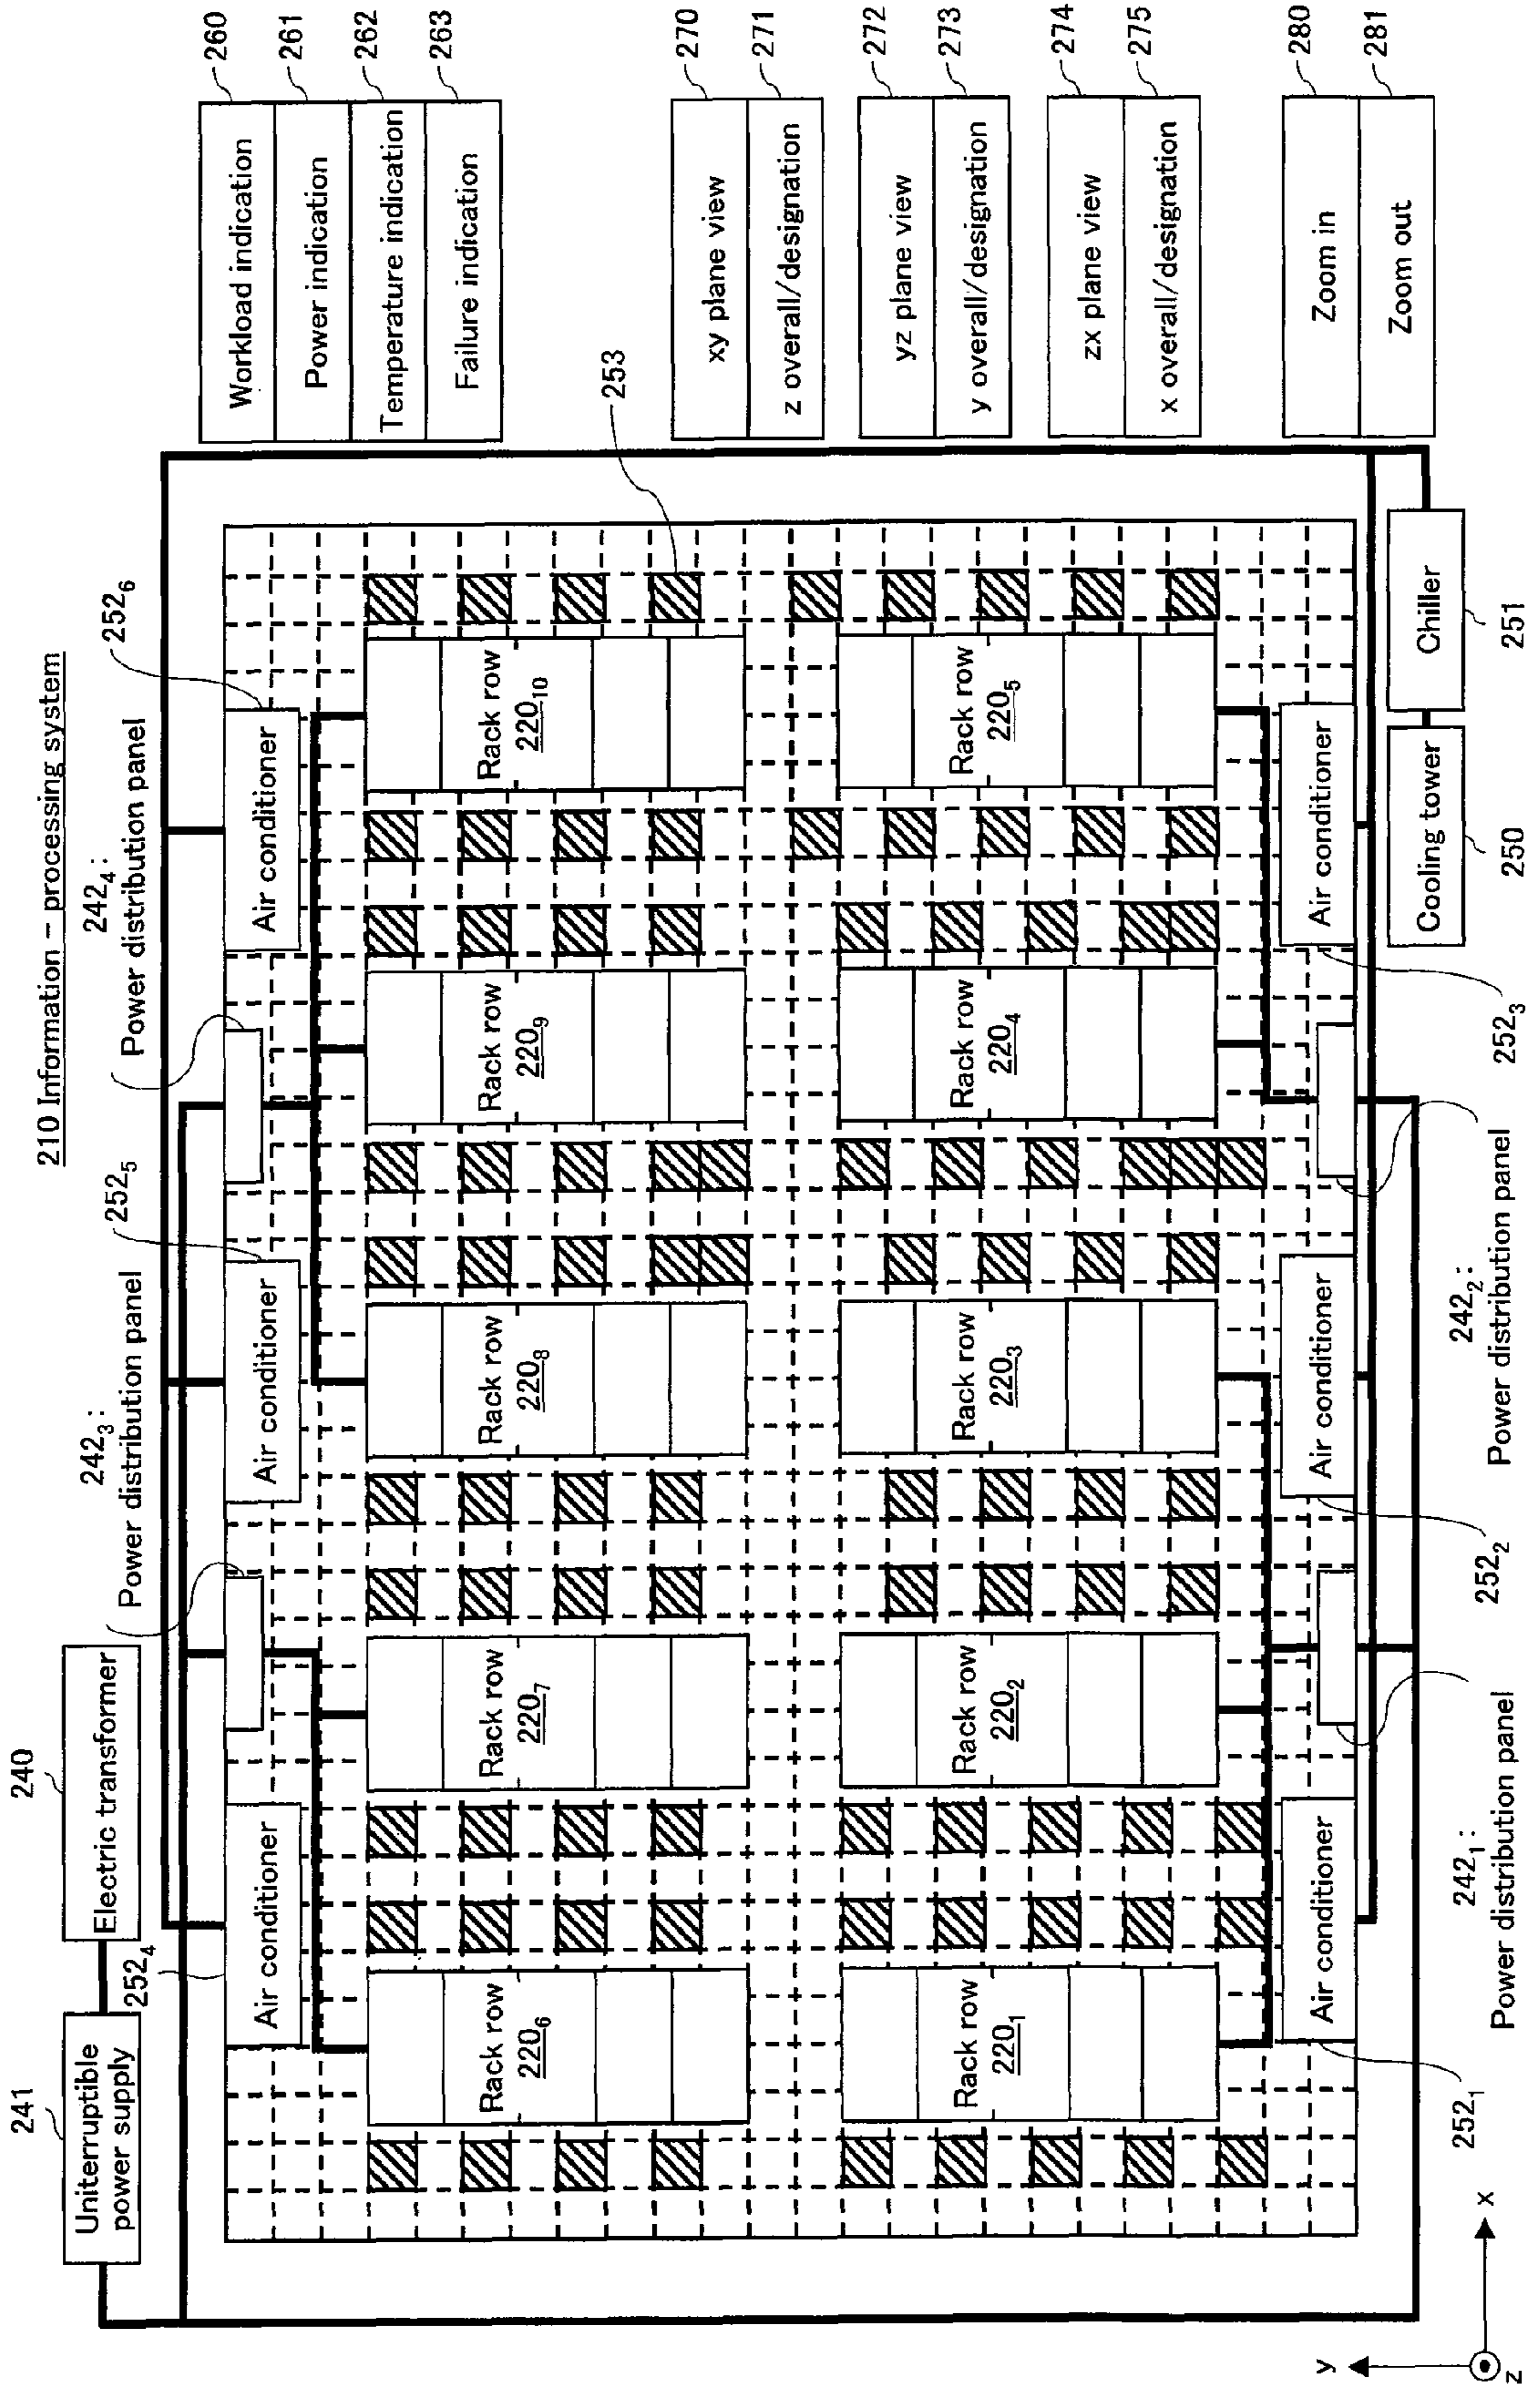 210 Information – processing system
240
Electric transformer
241
Uniterruptible
power supply
242₃:
Power distribution panel
242₄:
Power distribution panel
252₄
252₅
252₆
Air conditioner
Air conditioner
Air conditioner
Rack row
220₆
Rack row
220₇
Rack row
220₈
Rack row
220₉
Rack row
220₁₀
253
Rack row
220₁
Rack row
220₂
Rack row
220₃
Rack row
220₄
Rack row
220₅
Air conditioner
Air conditioner
Air conditioner
252₁
252₂
252₃
242₁:
Power distribution panel
242₂:
Power distribution panel
Cooling tower
250
Chiller
251
Workload indication
260
Power indication
261
Temperature indication
262
Failure indication
263
xy plane view
270
z overall/designation
271
yz plane view
272
y overall/designation
273
zx plane view
274
x overall/designation
275
Zoom in
280
Zoom out
281
y
x
z